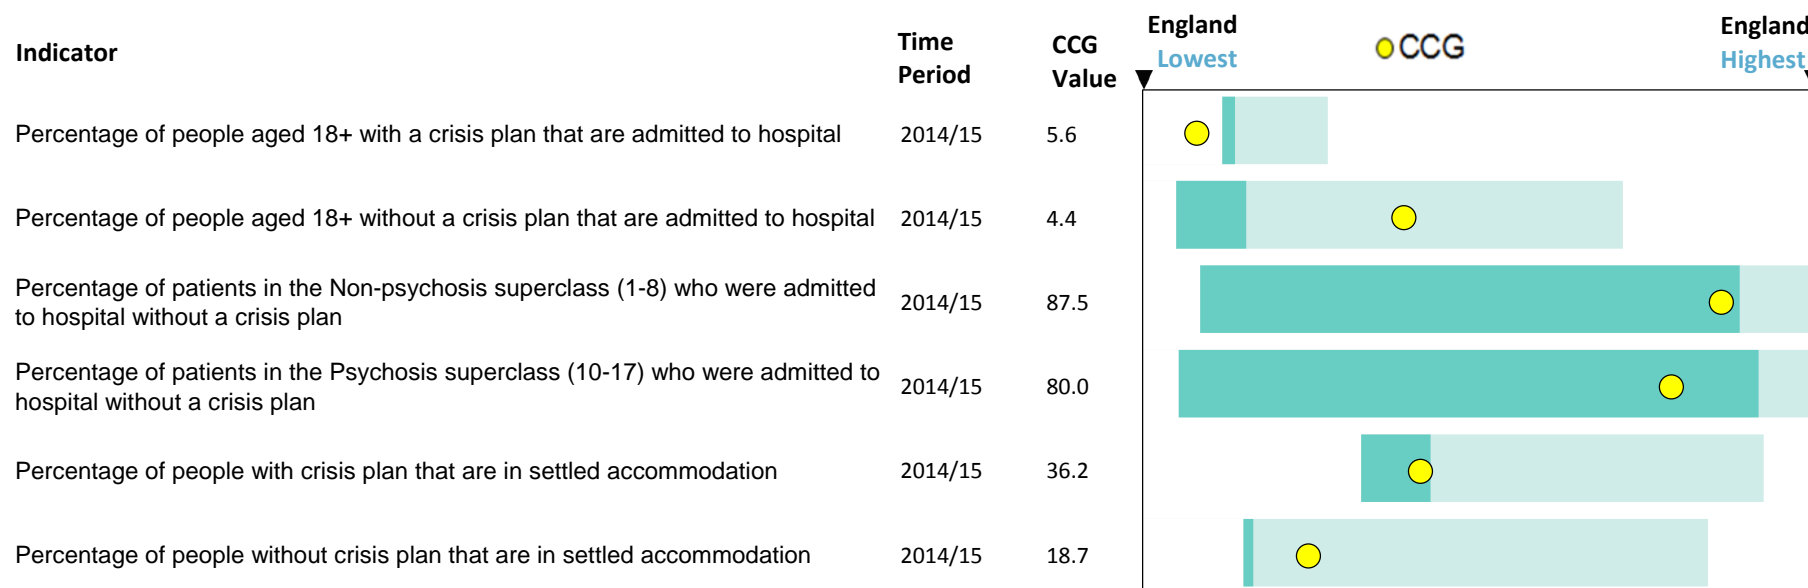 Indicator
Time
Period
CCG
Value
England
Lowest
CCG
England
Highest
Percentage of people aged 18+ with a crisis plan that are admitted to hospital 2014/15 5.6
Percentage of people aged 18+ without a crisis plan that are admitted to hospital 2014/15 4.4
Percentage of patients in the Non-psychosis superclass (1-8) who were admitted
to hospital without a crisis plan
2014/15 87.5
Percentage of patients in the Psychosis superclass (10-17) who were admitted to
hospital without a crisis plan
2014/15 80.0
Percentage of people with crisis plan that are in settled accommodation 2014/15 36.2
Percentage of people without crisis plan that are in settled accommodation 2014/15 18.7